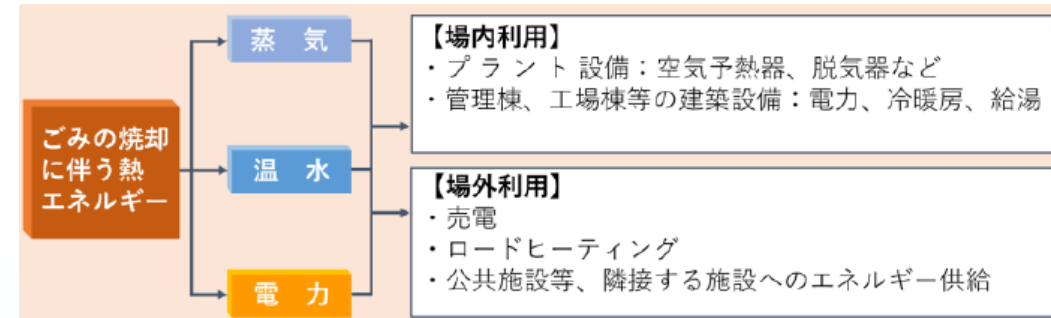 ごみの焼却
に伴う熱
エネルギー
蒸 気
温 水
電 力
【場内利用】
・プ ラ ン ト 設備：空気予熱器、脱気器など
・管理棟、工場棟等の建築設備：電力、冷暖房、給湯
【場外利用】
・売電
・ロードヒーティング
・公共施設等、隣接する施設へのエネルギー供給